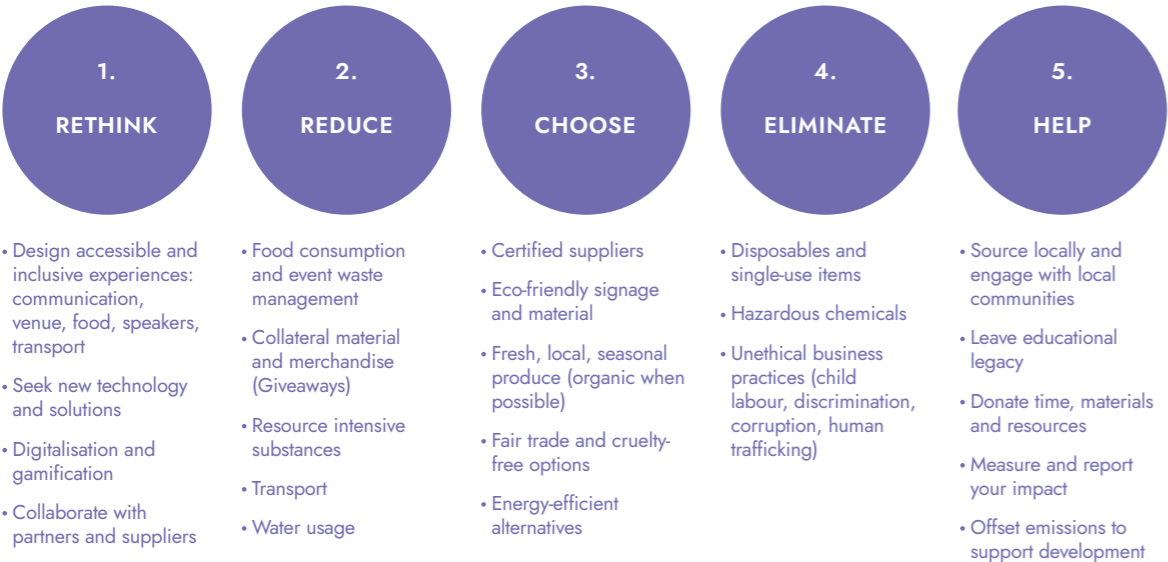 1.
RETHINK
• Design accessible and
inclusive experiences:
communication,
venue, food, speakers,
transport
• Seek new technology
and solutions
• Digitalisation and
gamification
• Collaborate with
partners and suppliers
2.
REDUCE
• Food consumption
and event waste
management
• Collateral material
and merchandise
(Giveaways)
• Resource intensive
substances
• Transport
• Water usage
3.
CHOOSE
• Certified suppliers
• Eco-friendly signage
and material
• Fresh, local, seasonal
produce (organic when
possible)
• Fair trade and cruelty-
free options
• Energy-efficient
alternatives
4.
ELIMINATE
• Disposables and
single-use items
• Hazardous chemicals
• Unethical business
practices (child
labour, discrimination,
corruption, human
trafficking)
5.
HELP
• Source locally and
engage with local
communities
• Leave educational
legacy
• Donate time, materials
and resources
• Measure and report
your impact
• Offset emissions to
support development